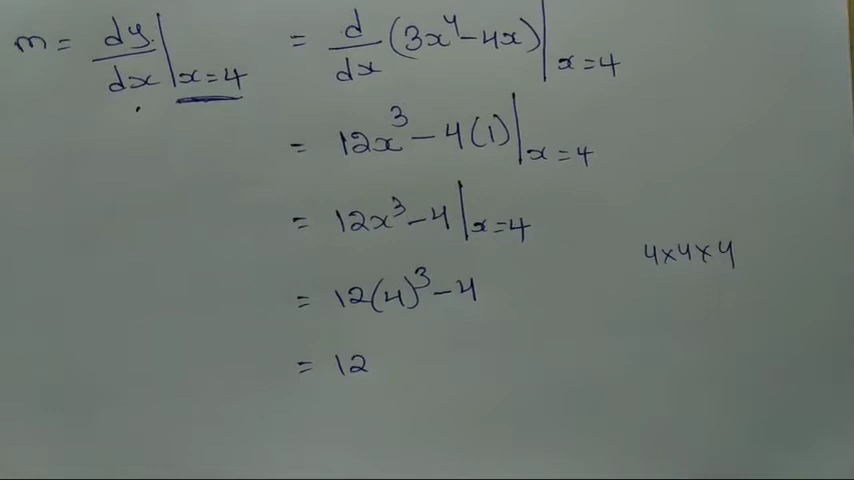 m = dy/dx|x=4 = d/dx (3x⁴ - 4x)|x=4
= 12x³ - 4(1)|x=4
= 12x³ - 4|x=4
4×4×4
= 12(4)³ - 4
= 12